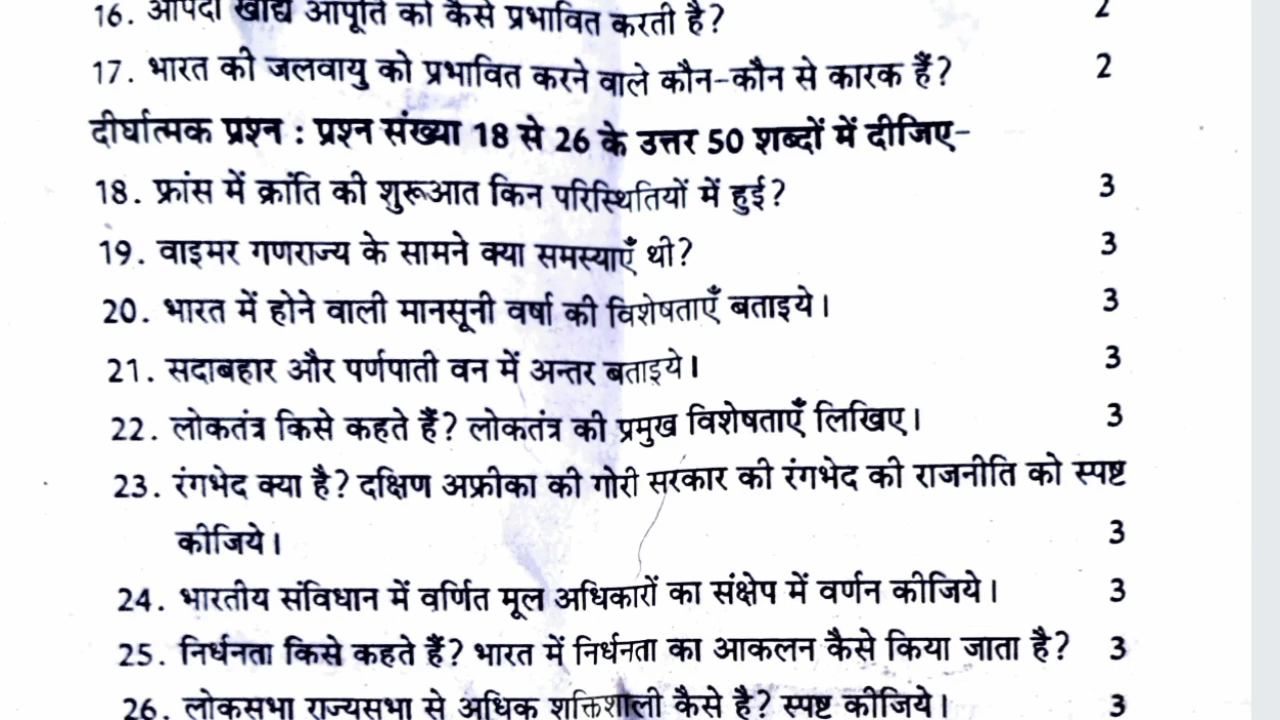 16. आपदा खाद्य आपूर्ति को कैसे प्रभावित करती है? 2
17. भारत की जलवायु को प्रभावित करने वाले कौन-कौन से कारक हैं? 2
दीर्घात्मक प्रश्न : प्रश्न संख्या 18 से 26 के उत्तर 50 शब्दों में दीजिए-
18. फ्रांस में क्रांति की शुरूआत किन परिस्थितियों में हुई? 3
19. वाइमर गणराज्य के सामने क्या समस्याएँ थी? 3
20. भारत में होने वाली मानसूनी वर्षा की विशेषताएँ बताइये। 3
21. सदाबहार और पर्णपाती वन में अन्तर बताइये। 3
22. लोकतंत्र किसे कहते हैं? लोकतंत्र की प्रमुख विशेषताएँ लिखिए। 3
23. रंगभेद क्या है? दक्षिण अफ्रीका की गोरी सरकार की रंगभेद की राजनीति को स्पष्ट
कीजिये। 3
24. भारतीय संविधान में वर्णित मूल अधिकारों का संक्षेप में वर्णन कीजिये। 3
25. निर्धनता किसे कहते हैं? भारत में निर्धनता का आकलन कैसे किया जाता है? 3
26. लोकसभा राज्यसभा से अधिक शक्तिशाली कैसे है? स्पष्ट कीजिये। 3